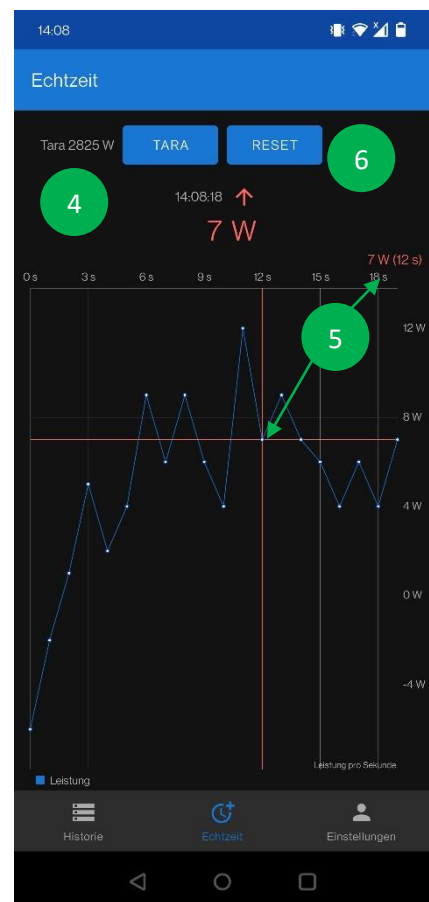 14:08
Echtzeit
Tara 2825 W
TARA
RESET
6
4
14:08:18
7 W
7 W (12 s)
0 s 3 s 6 s 9 s 12 s 15 s 18 s
5
12 W
8 W
4 W
0 W
-4 W
Leistung pro Sekunde
Leistung
Historie
Echtzeit
Einstellungen